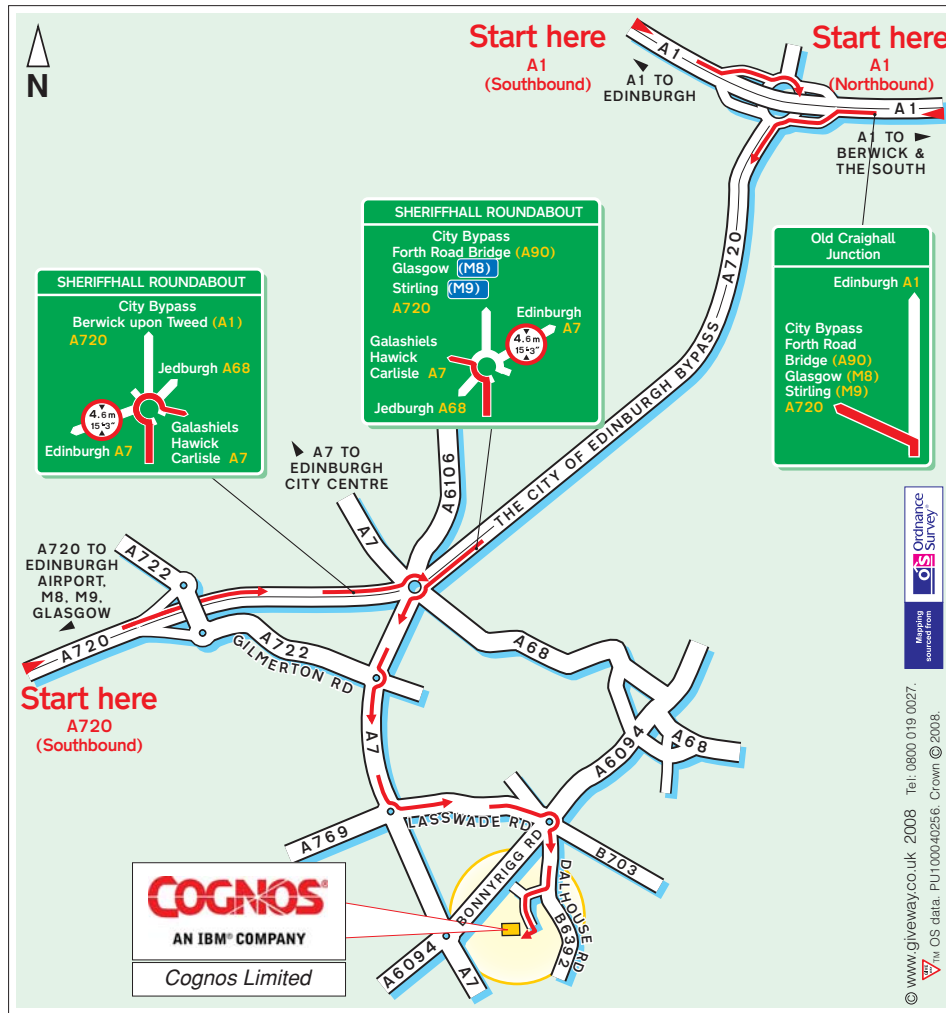 N
Start here
A1
(Southbound)
Start here
A1
(Northbound)
A1
A1 TO
EDINBURGH
A1
A1 TO
BERWICK &
THE SOUTH
A720
THE CITY OF EDINBURGH BYPASS
SHERIFFHALL ROUNDABOUT
City Bypass
Forth Road Bridge (A90)
Glasgow (M8)
Stirling (M9)
A720
Edinburgh
A7
4.6m
15'3"
Galashiels
Hawick
Carlisle A7
Jedburgh A68
Old Craighall
Junction
Edinburgh A1
City Bypass
Forth Road
Bridge (A90)
Glasgow (M8)
Stirling (M9)
A720
SHERIFFHALL ROUNDABOUT
City Bypass
Berwick upon Tweed (A1)
A720
Jedburgh A68
4.6m
15'3"
Galashiels
Hawick
Carlisle A7
Edinburgh A7
A7 TO
EDINBURGH
CITY CENTRE
A6106
A7
A720 TO
EDINBURGH
AIRPORT,
M8, M9,
GLASGOW
A722
A720
A722
GILMERTON RD
Start here
A720
(Southbound)
A68
A68
A7
A6094
A769
LASSWADE RD
B703
BONNYRIGG RD
DALHOUSE RD
B6392
A6094
A7
COGNOS®
AN IBM® COMPANY
Cognos Limited
os Ordnance
Survey®
Mapping
sourced from
© www.giveway.co.uk 2008 Tel: 0800 019 0027.
TM OS data. PU100040256. Crown © 2008.